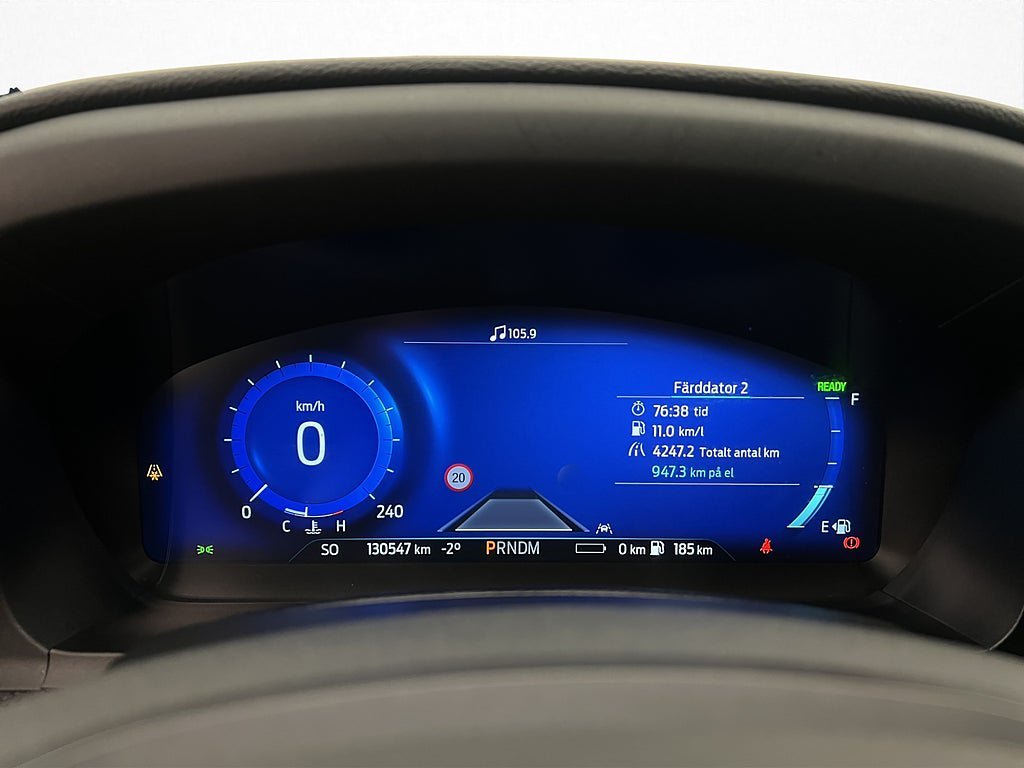 105.9
Färddator 2
READY
F
km/h
76:38 tid
0
11.0 km/l
4247.2 Totalt antal km
20
947.3 km på el
0
240
C
H
E
SO
130547 km
-2°
PRNDM
0 km
185 km